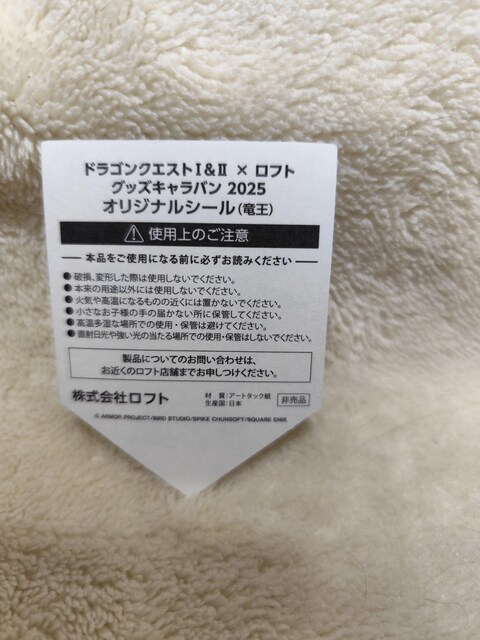 ドラゴンクエストI&II × ロフト
グッズキャラバン 2025
オリジナルシール(竜王)
⚠ 使用上のご注意
本品をご使用になる前に必ずお読みください
●破損、変形した際は使用しないでください。
●本来の用途以外には使用しないでください。
●火気や高温になるものの近くには置かないでください。
●小さなお子様の手の届かない所に保管してください。
●高温多湿な場所での使用・保管は避けてください。
●直射日光や強い光の当たる場所での使用・保管はしないでください。
製品についてのお問い合わせは、
お近くのロフト店舗までお申しつけください。
株式会社ロフト
材 質:アートタック紙
生産国:日本
非売品
© ARMOR PROJECT/BIRD STUDIO/SPIKE CHUNSOFT/SQUARE ENIX